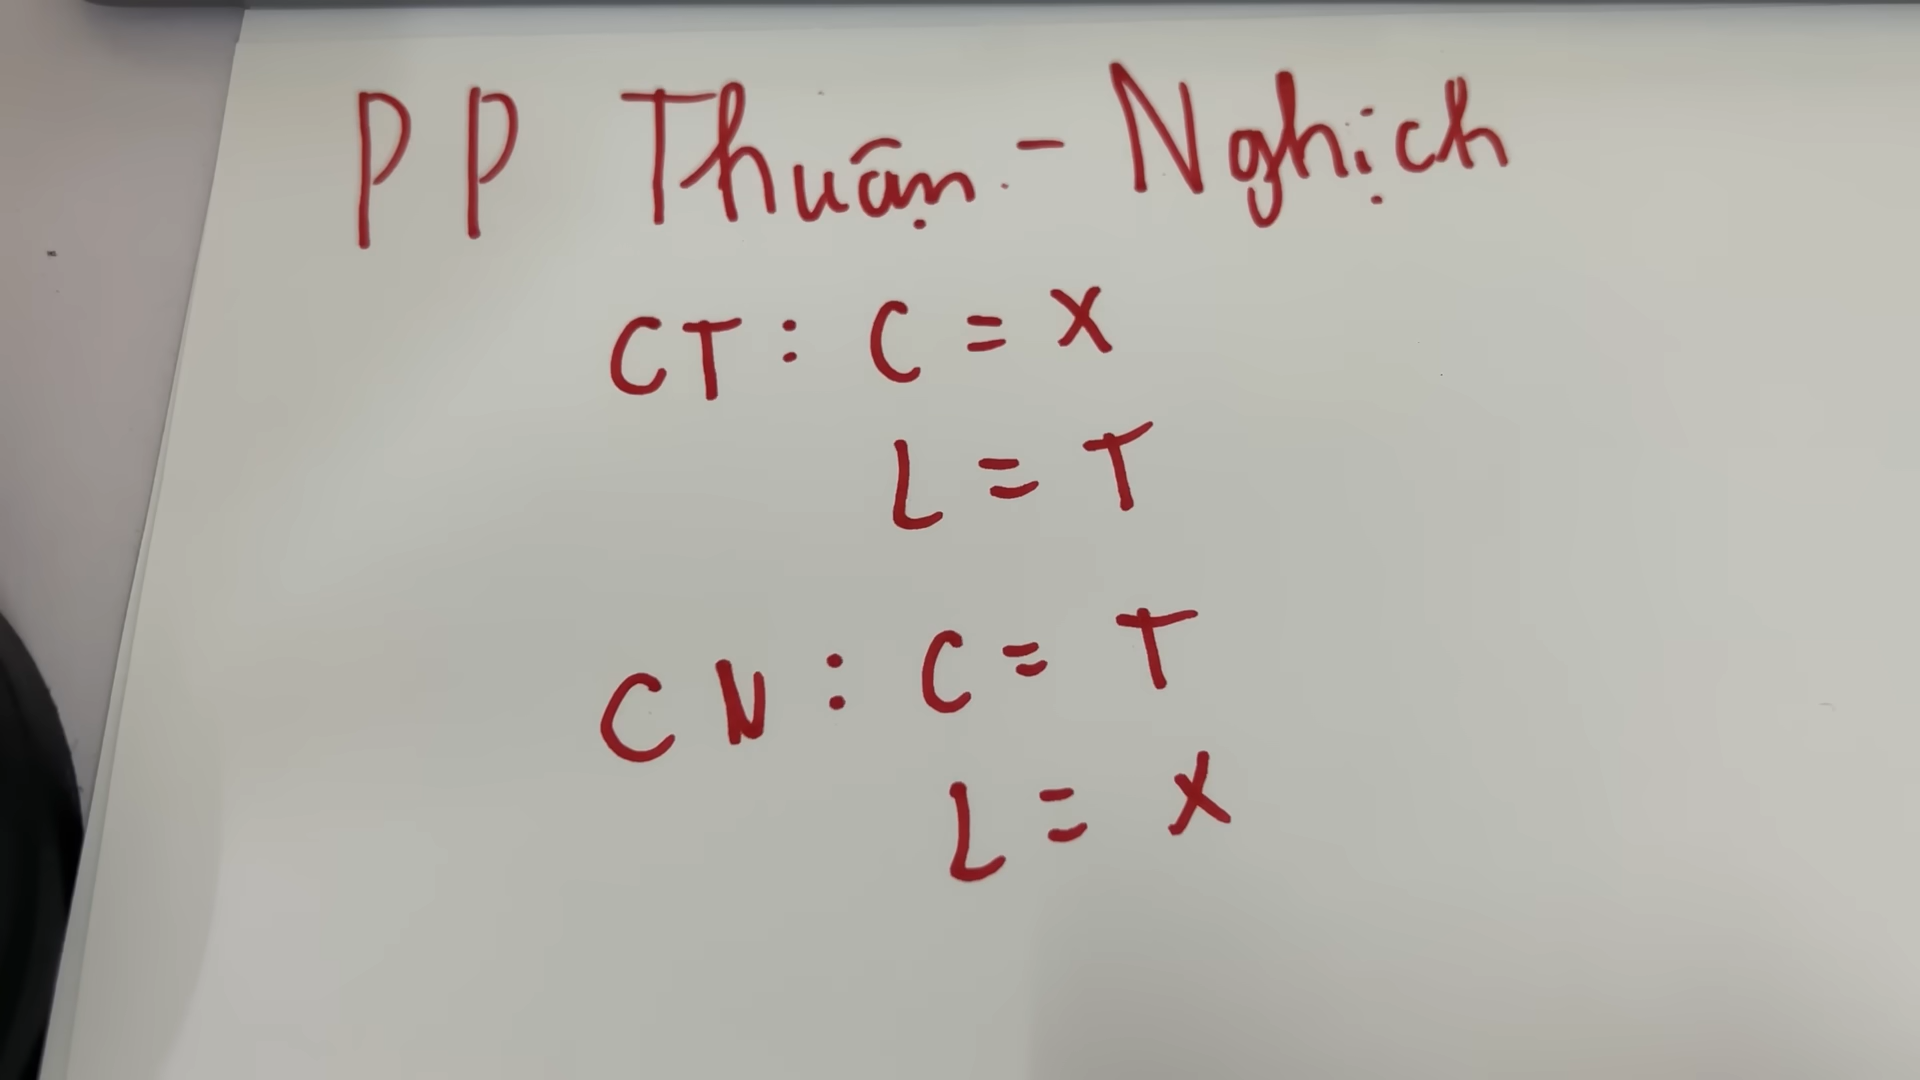 PP Thuận - Nghịch
CT : C = X
L = T
CN : C = T
L = X